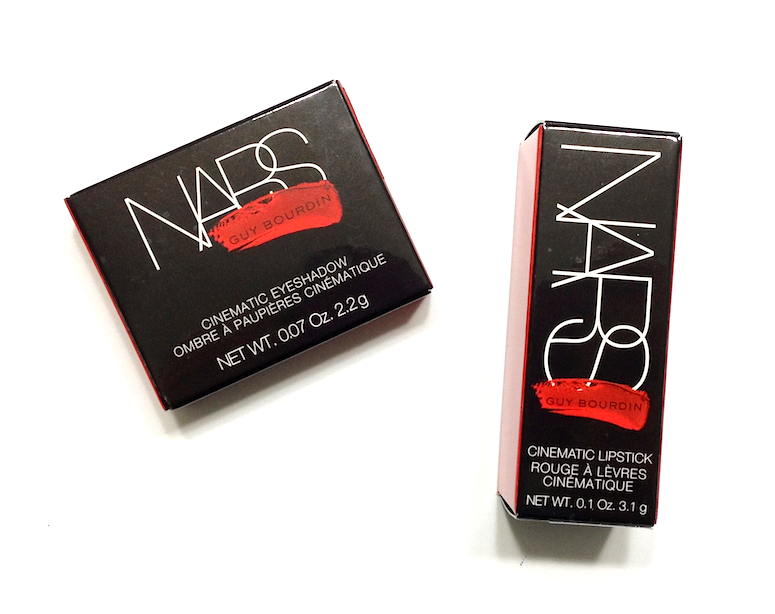 NARS
GUY BOURDIN
CINEMATIC EYESHADOW
OMBRE À PAUPIÈRES CINÉMATIQUE
NET WT. 0.07 Oz. 2.2 g
NARS
GUY BOURDIN
CINEMATIC LIPSTICK
ROUGE À LÈVRES
CINÉMATIQUE
NET WT. 0.1 Oz. 3.1 g